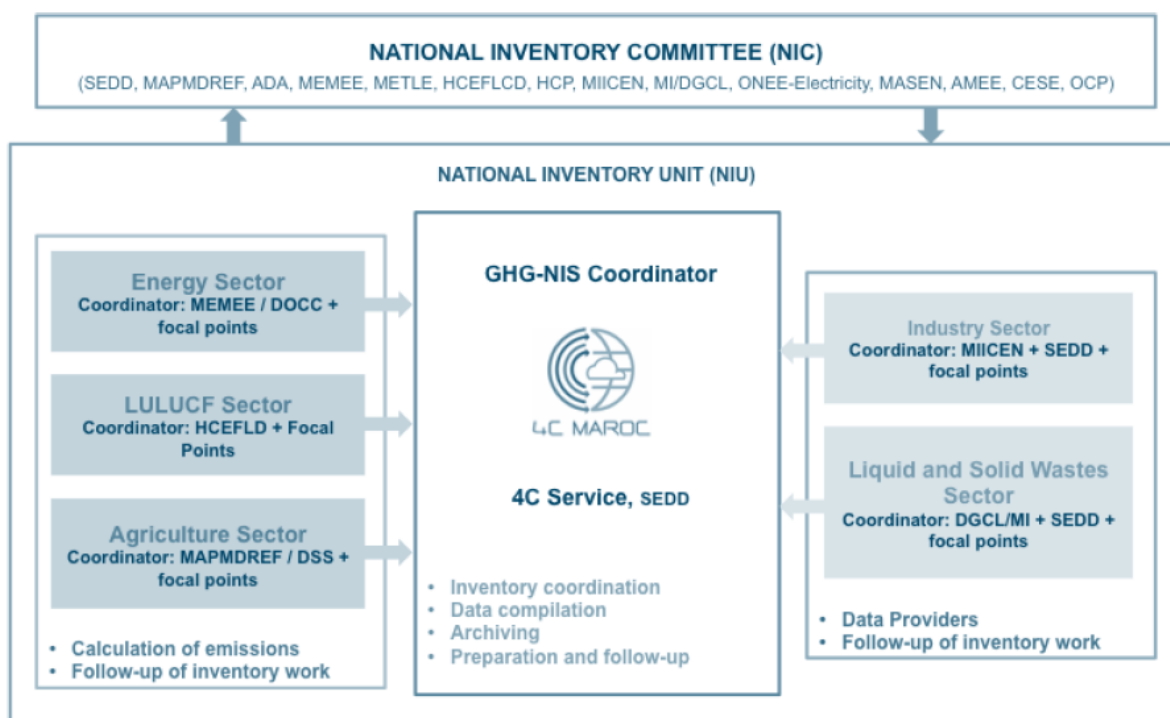 NATIONAL INVENTORY COMMITTEE (NIC)
(SEDD, MAPMDREF, ADA, MEMEE, METLE, HCEFLCD, HCP, MIICEN, MI/DGCL, ONEE-Electricity, MASEN, AMEE, CESE, OCP)
NATIONAL INVENTORY UNIT (NIU)
Energy Sector
Coordinator: MEMEE / DOCC +
focal points
LULUCF Sector
Coordinator: HCEFLD + Focal
Points
Agriculture Sector
Coordinator: MAPMDREF / DSS +
focal points
• Calculation of emissions
• Follow-up of inventory work
GHG-NIS Coordinator
4C MAROC
4C Service, SEDD
• Inventory coordination
• Data compilation
• Archiving
• Preparation and follow-up
Industry Sector
Coordinator: MIICEN + SEDD +
focal points
Liquid and Solid Wastes
Sector
Coordinator: DGCL/MI + SEDD +
focal points
• Data Providers
• Follow-up of inventory work